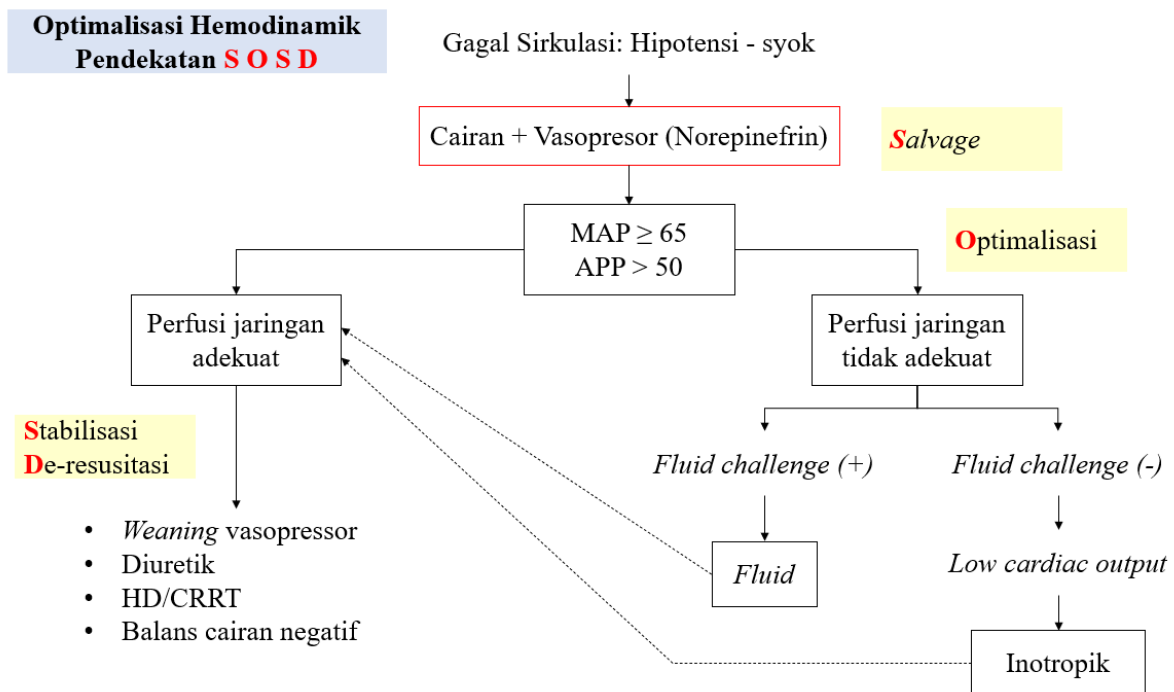 Optimalisasi Hemodinamik
Pendekatan S O S D
Gagal Sirkulasi: Hipotensi - syok
Cairan + Vasopresor (Norepinefrin)
Salvage
MAP ≥ 65
APP > 50
Optimalisasi
Perfusi jaringan
adekuat
Perfusi jaringan
tidak adekuat
Stabilisasi
De-resusitasi
Fluid challenge (+)
Fluid challenge (-)
• Weaning vasopressor
• Diuretik
• HD/CRRT
• Balans cairan negatif
Fluid
Low cardiac output
Inotropik